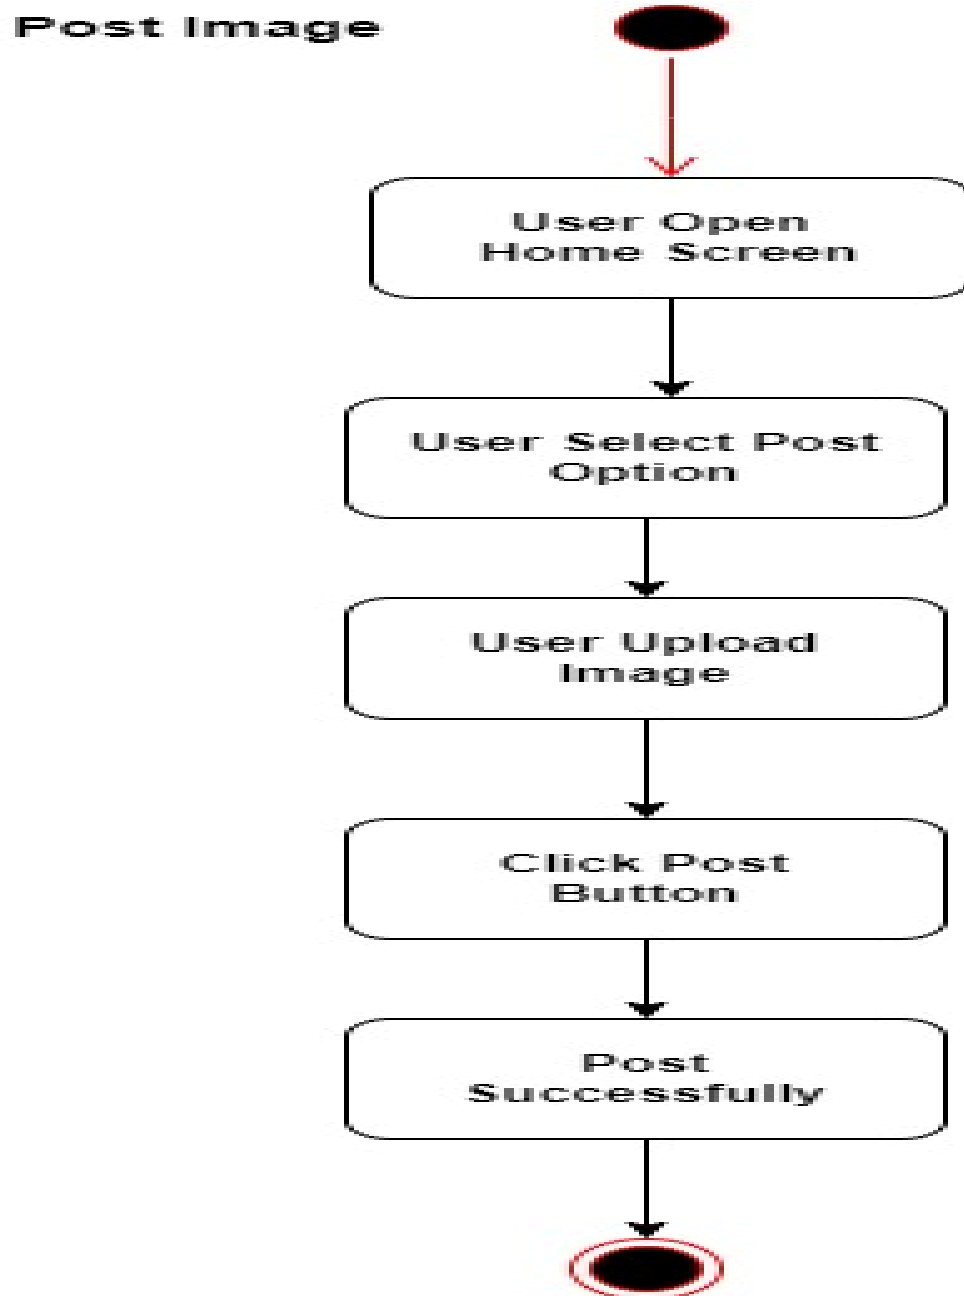 Post Image
User Open
Home Screen
User Select Post
Option
User Upload
Image
Click Post
Button
Post
Successfully